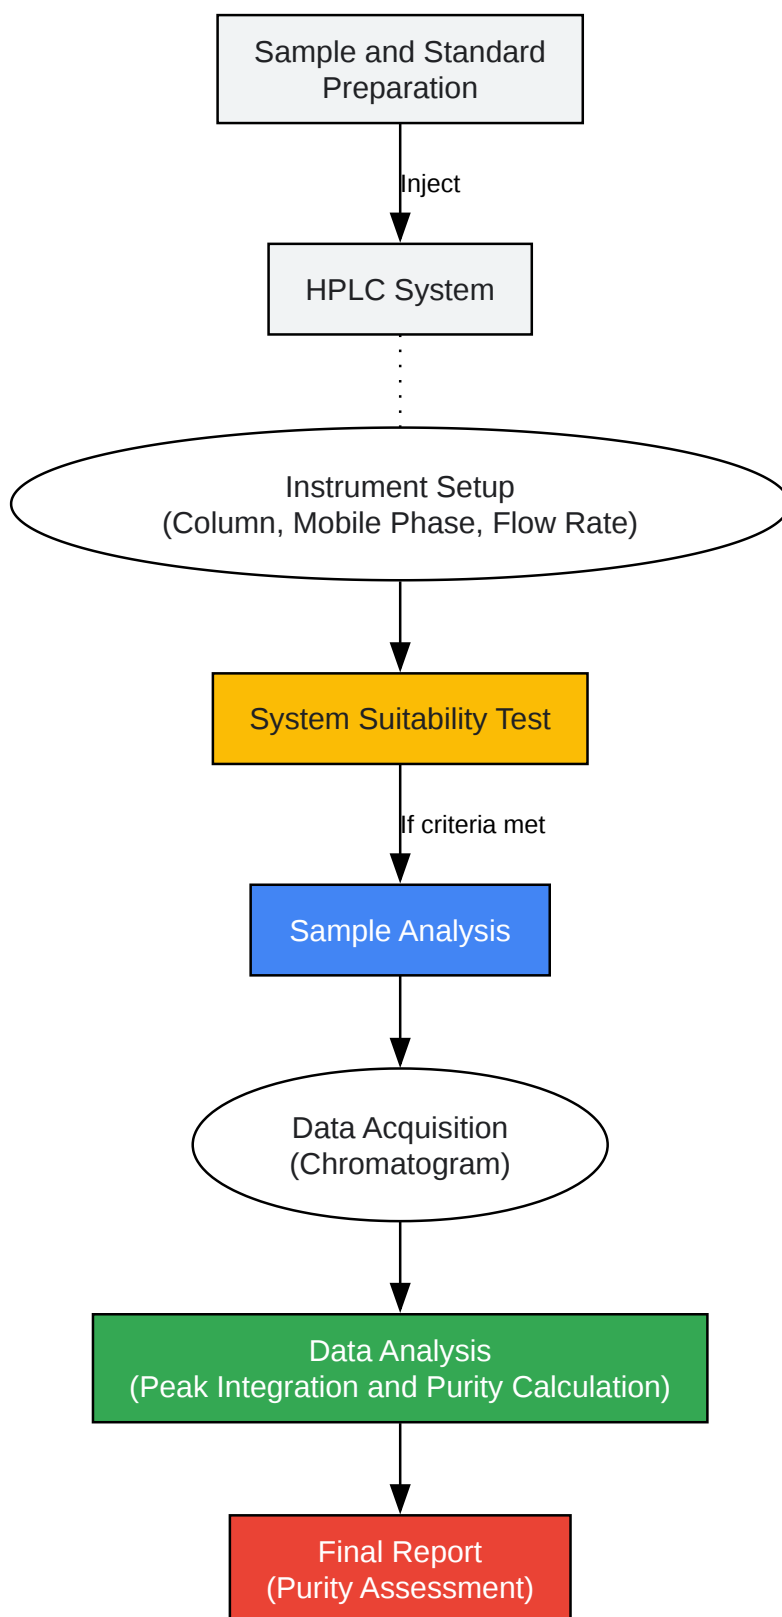 Sample and Standard
Preparation
Inject
HPLC System
Instrument Setup
(Column, Mobile Phase, Flow Rate)
System Suitability Test
If criteria met
Sample Analysis
Data Acquisition
(Chromatogram)
Data Analysis
(Peak Integration and Purity Calculation)
Final Report
(Purity Assessment)